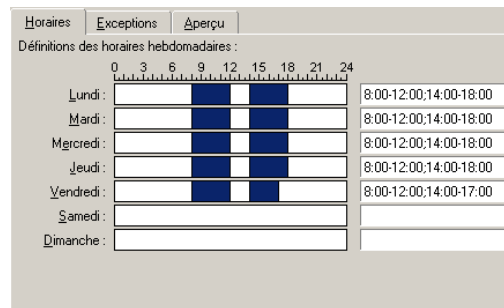 Horaires Exceptions Aperçu
Définitions des horaires hebdomadaires :
0 3 6 9 12 15 18 21 24
Lundi : 8:00-12:00;14:00-18:00
Mardi : 8:00-12:00;14:00-18:00
Mercredi : 8:00-12:00;14:00-18:00
Jeudi : 8:00-12:00;14:00-18:00
Vendredi : 8:00-12:00;14:00-17:00
Samedi :
Dimanche :